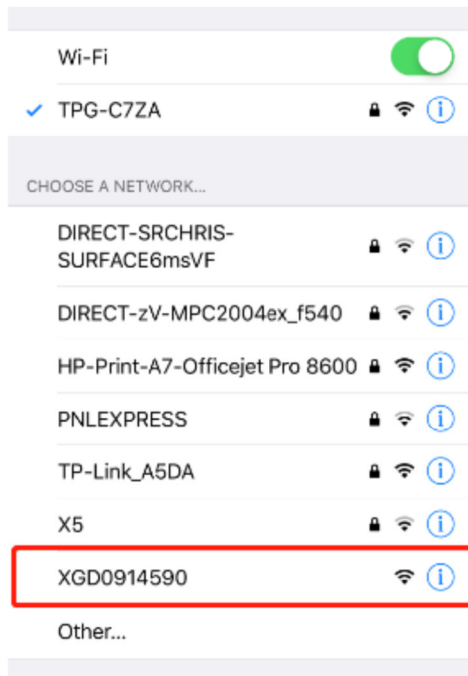 Wi-Fi
TPG-C7ZA
CHOOSE A NETWORK...
DIRECT-SRCHRIS-
SURFACE6msVF
DIRECT-zV-MPC2004ex_f540
HP-Print-A7-Officejet Pro 8600
PNLEXPRESS
TP-Link_A5DA
X5
XGD0914590
Other...